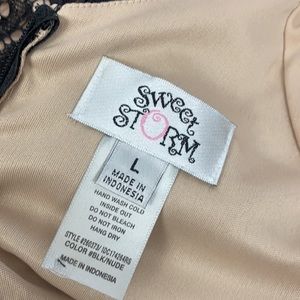 SWEET
STORM
L
MADE IN
INDONESIA
HAND WASH COLD
INSIDE OUT
DO NOT BLEACH
DO NOT IRON
HANG DRY
COLOR #BLK/NUDE
MADE IN INDONESIA